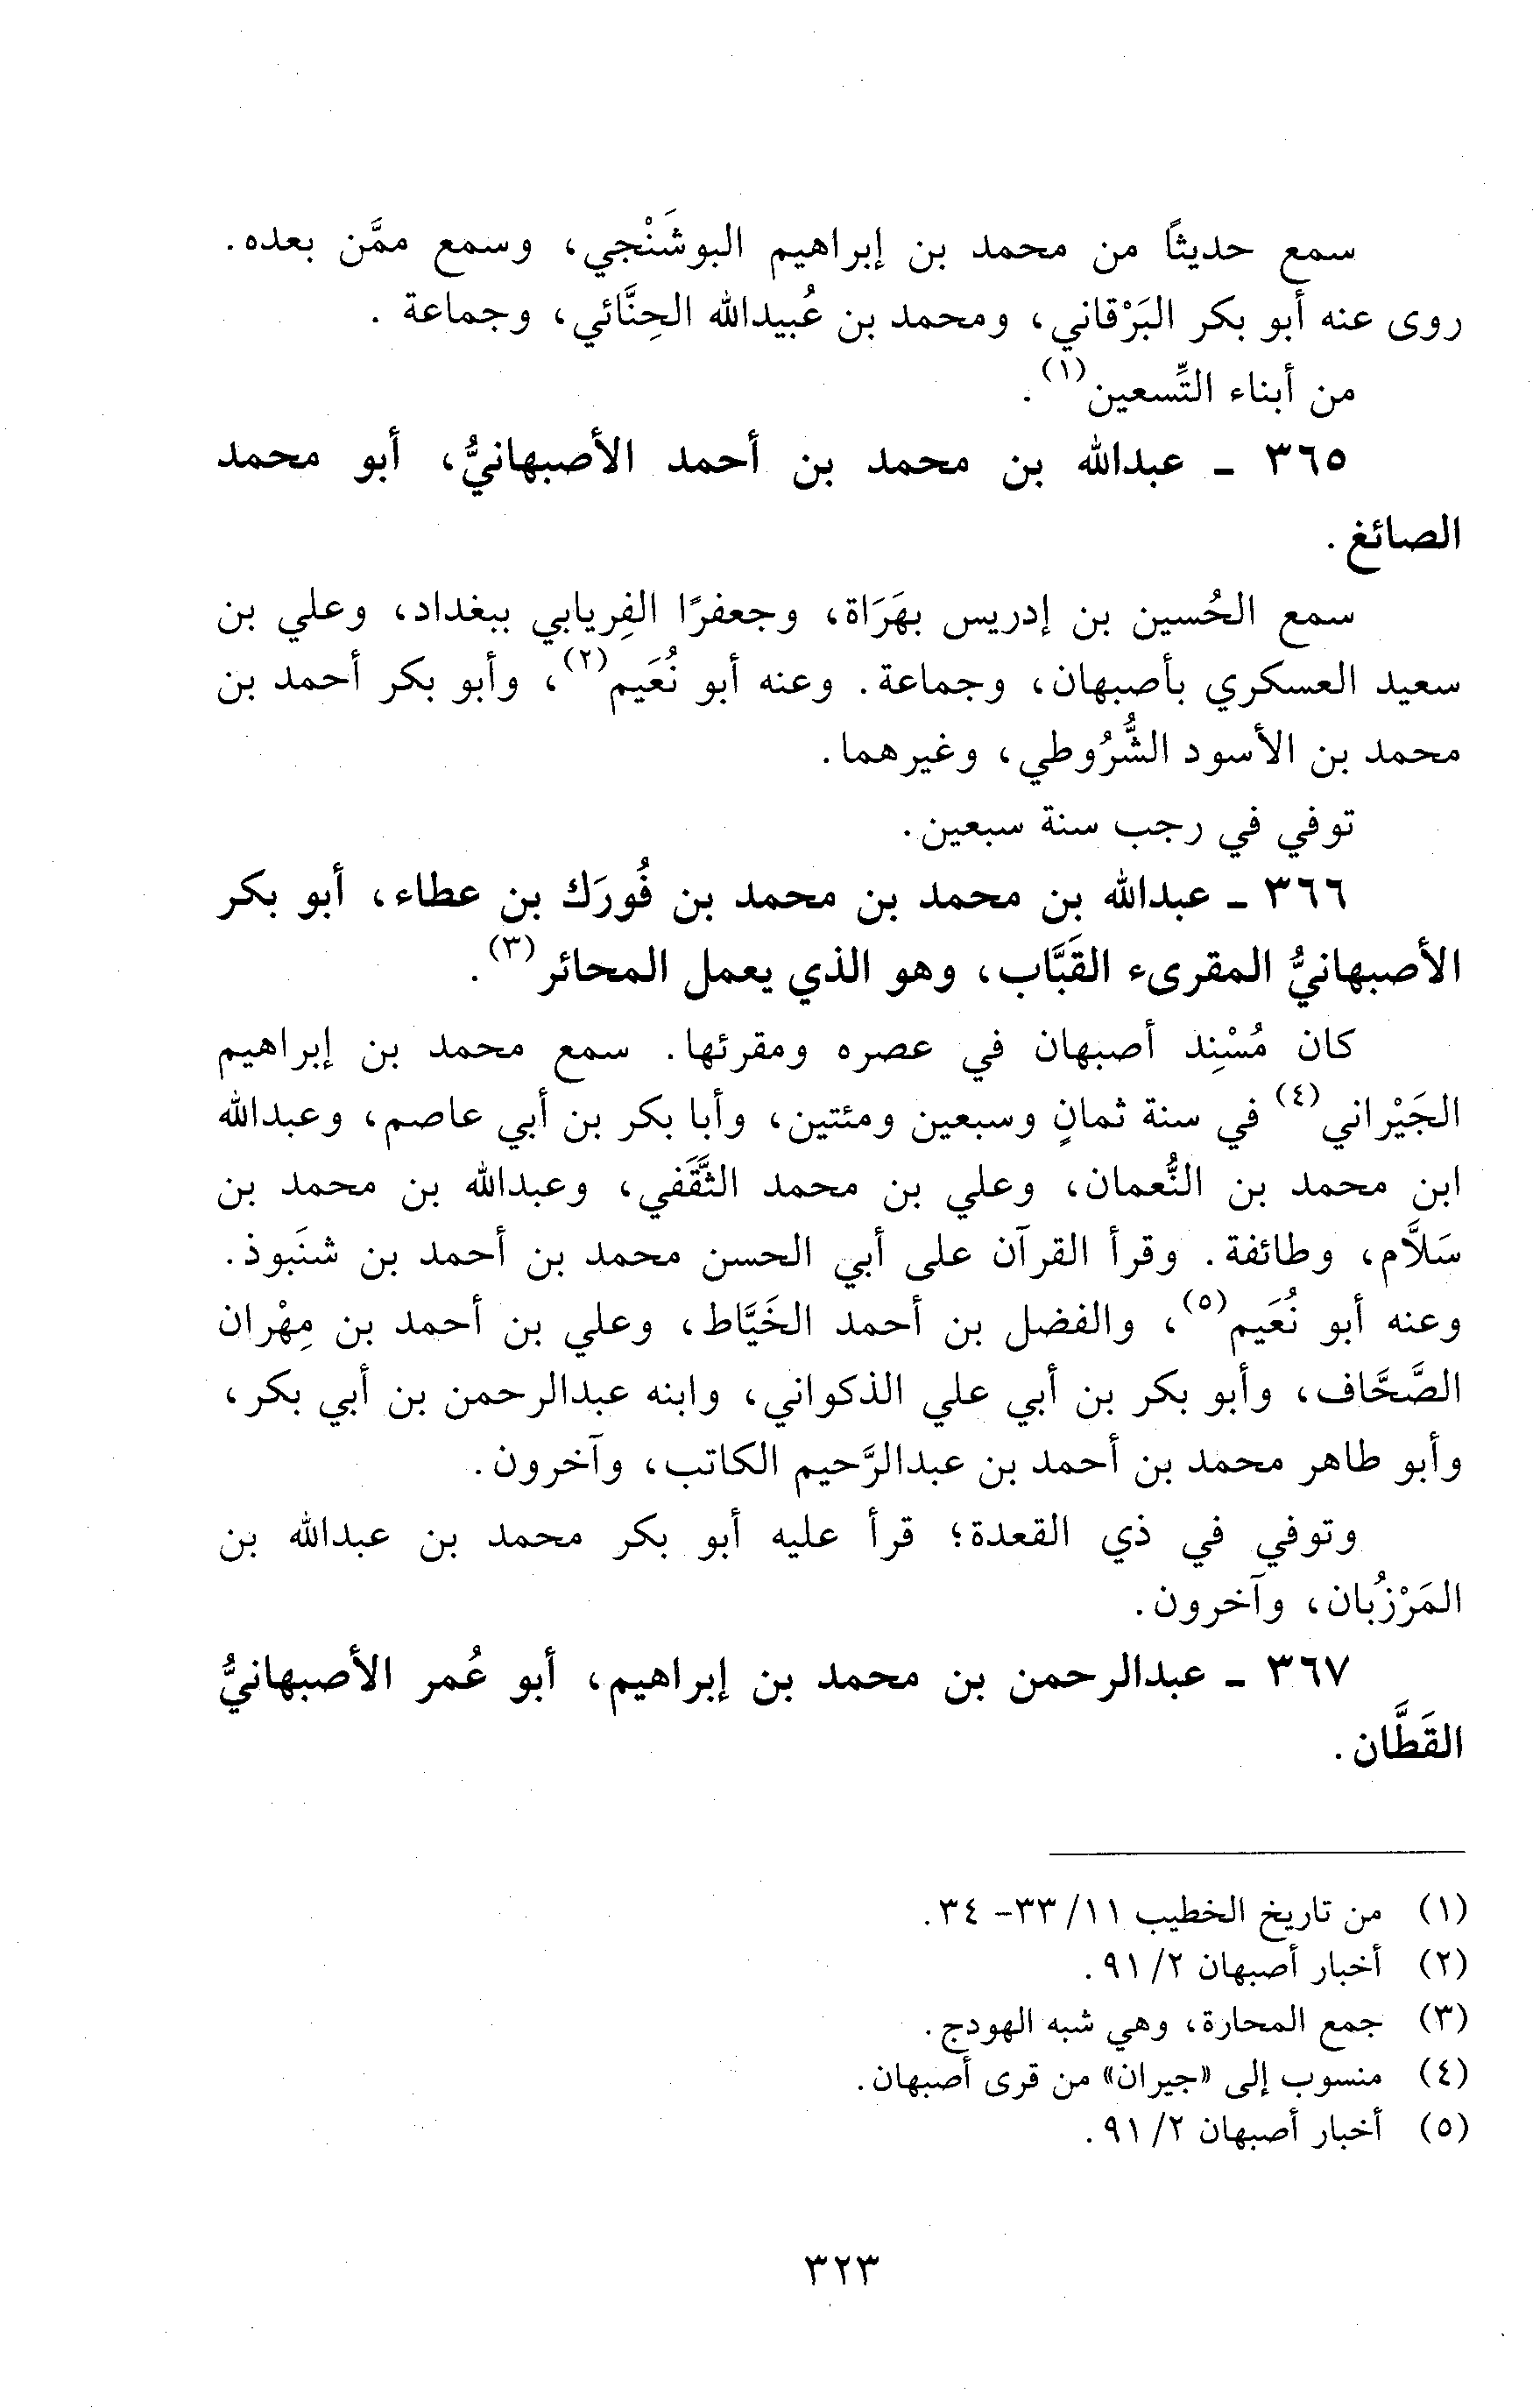 سمع حديثاً من محمد بن إبراهيم البوشَنْجي، وسمع ممَّن بعده.
روى عنه أبو بكر البَرْقاني، ومحمد بن عُبيدالله الحِنَّائي، وجماعة .
من أبناء التِّسعين(١).
٣٦٥ - عبدالله بن محمد بن أحمد الأصبهانيُّ، أبو محمد
الصائغ.
سمع الحُسين بن إدريس بهَرَاة، وجعفرًا الفِريابي ببغداد، وعلي بن
سعيد العسكري بأصبهان، وجماعة. وعنه أبو نُعَيم(٢)، وأبو بكر أحمد بن
محمد بن الأسود الشُّرُوطي، وغيرهما.
توفي في رجب سنة سبعين.
٣٦٦ - عبدالله بن محمد بن محمد بن فُورَك بن عطاء، أبو بكر
الأصبهانيُّ المقرىء القَبَّاب، وهو الذي يعمل المحائر(٣).
كان مُسْنِد أصبهان في عصره ومقرئها. سمع محمد بن إبراهيم
الجَيْراني(٤) في سنة ثمانٍ وسبعين ومئتين، وأبا بكر بن أبي عاصم، وعبدالله
ابن محمد بن النُّعمان، وعلي بن محمد الثَّقَفي، وعبدالله بن محمد بن
سَلاَّم، وطائفة. وقرأ القرآن على أبي الحسن محمد بن أحمد بن شنَبوذ.
وعنه أبو نُعَيم(٥)، والفضل بن أحمد الخَيَّاط، وعلي بن أحمد بن مِهْران
الصَّحَّاف، وأبو بكر بن أبي علي الذكواني، وابنه عبدالرحمن بن أبي بكر،
وأبو طاهر محمد بن أحمد بن عبدالرَّحيم الكاتب، وآخرون.
وتوفي في ذي القعدة؛ قرأ عليه أبو بكر محمد بن عبدالله بن
المَرْزُبان، وآخرون.
٣٦٧ - عبدالرحمن بن محمد بن إبراهيم، أبو عُمر الأصبهانيُّ
القَطَّان.
(١) من تاريخ الخطيب ١١/ ٣٣- ٣٤.
(٢) أخبار أصبهان ٢/ ٩١.
(٣) جمع المحارة، وهي شبه الهودج.
(٤) منسوب إلى «جيران» من قرى أصبهان.
(٥) أخبار أصبهان ٢/ ٩١.
٣٢٣